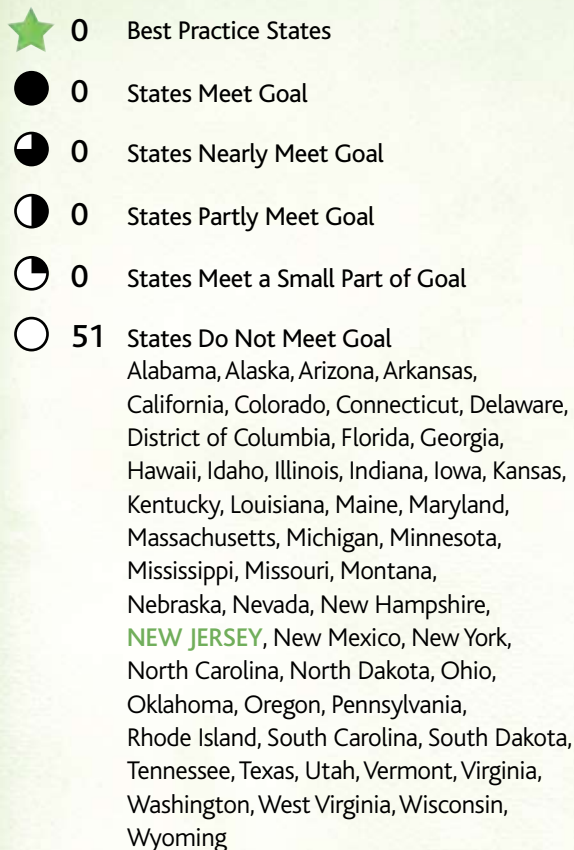 0 Best Practice States
0 States Meet Goal
0 States Nearly Meet Goal
0 States Partly Meet Goal
0 States Meet a Small Part of Goal
51 States Do Not Meet Goal
Alabama, Alaska, Arizona, Arkansas,
California, Colorado, Connecticut, Delaware,
District of Columbia, Florida, Georgia,
Hawaii, Idaho, Illinois, Indiana, Iowa, Kansas,
Kentucky, Louisiana, Maine, Maryland,
Massachusetts, Michigan, Minnesota,
Mississippi, Missouri, Montana,
Nebraska, Nevada, New Hampshire,
NEW JERSEY, New Mexico, New York,
North Carolina, North Dakota, Ohio,
Oklahoma, Oregon, Pennsylvania,
Rhode Island, South Carolina, South Dakota,
Tennessee, Texas, Utah, Vermont, Virginia,
Washington, West Virginia, Wisconsin,
Wyoming